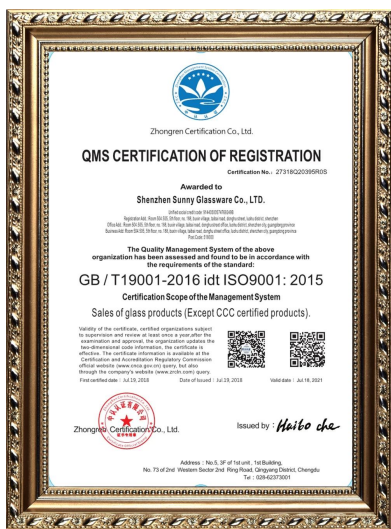 Zhongren Certification Co., Ltd.
QMS CERTIFICATION OF REGISTRATION
Certification No.: 27318Q20395R0S
Awarded to
Shenzhen Sunny Glassware Co., LTD.
The Quality Management System of the above
organization has been assessed and found to be in accordance with
the requirements of the standard:
GB / T19001-2016 idt ISO9001: 2015
Certification Scope of the Management System
Sales of glass products (Except CCC certified products).
Validity of the certificate, certified organizations subject
to supervision and review at least once a year,after the
examination and approval, the organization updates the
two-dimensional code information, the certificate is
effective. The certificate information is available at the
Certification and Accreditation Regulatory Commission
official website (www.cnca.gov.cn) query, but also
through the company's website (www.zrcln.com) query.
First certified date : Jul.19, 2018 Date of Issued : Jul.19, 2018 Valid date : Jul.18, 2021
Zhongren Certification Co., Ltd.
Issued by : Haibo che
Address : No.5, 3F of 1st unit , 1st Building,
No. 73 of 2nd Western Sector 2nd Ring Road, Qingyang District, Chengdu
Tel : 028-62373001